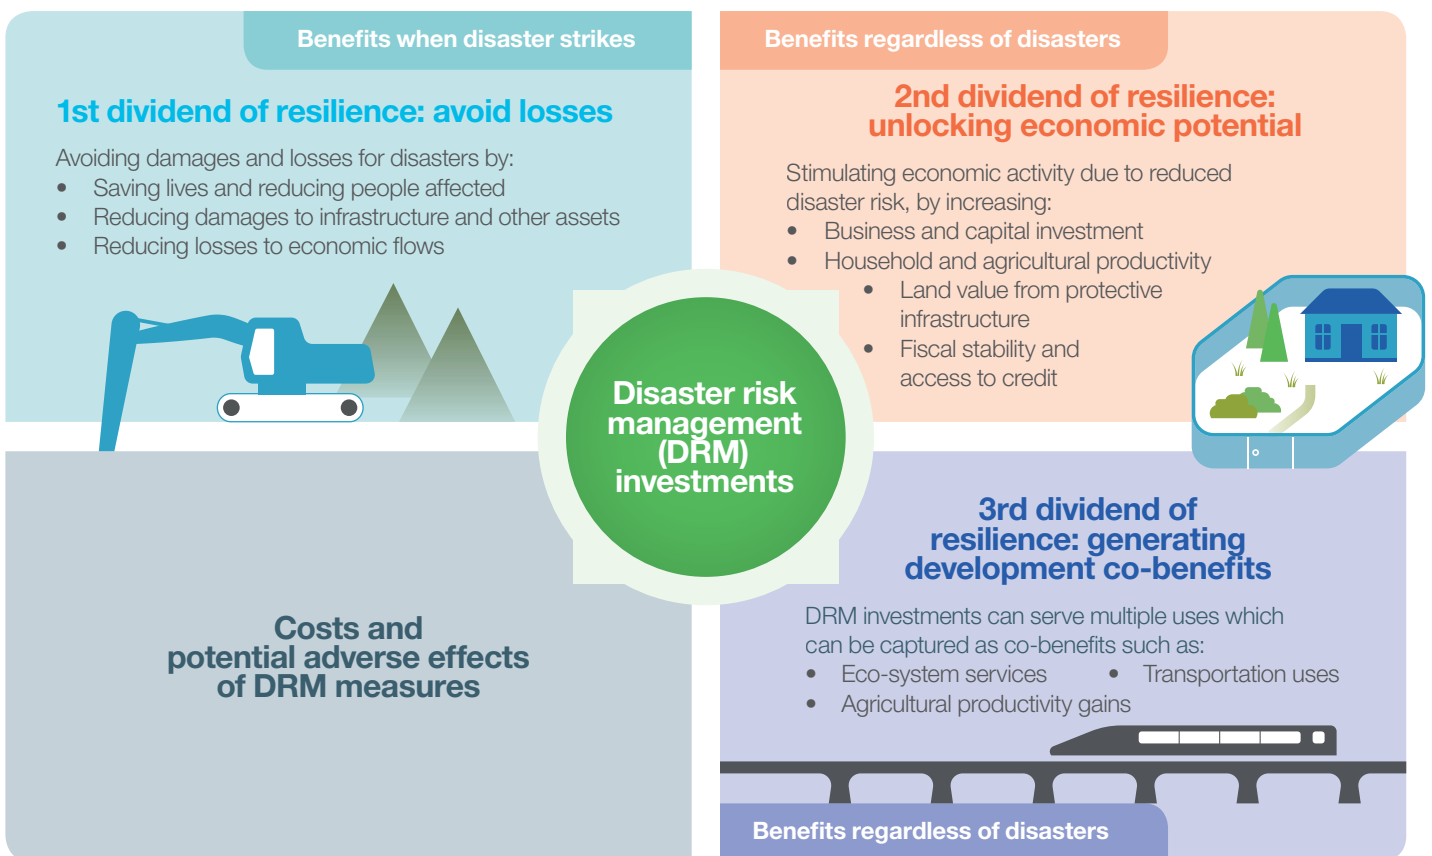 Benefits when disaster strikes
1st dividend of resilience: avoid losses
Avoiding damages and losses for disasters by:
• Saving lives and reducing people affected
• Reducing damages to infrastructure and other assets
• Reducing losses to economic flows
Benefits regardless of disasters
2nd dividend of resilience:
unlocking economic potential
Stimulating economic activity due to reduced
disaster risk, by increasing:
• Business and capital investment
• Household and agricultural productivity
• Land value from protective
infrastructure
• Fiscal stability and
access to credit
Disaster risk
management
(DRM)
investments
Costs and
potential adverse effects
of DRM measures
3rd dividend of
resilience: generating
development co-benefits
DRM investments can serve multiple uses which
can be captured as co-benefits such as:
• Eco-system services • Transportation uses
• Agricultural productivity gains
Benefits regardless of disasters